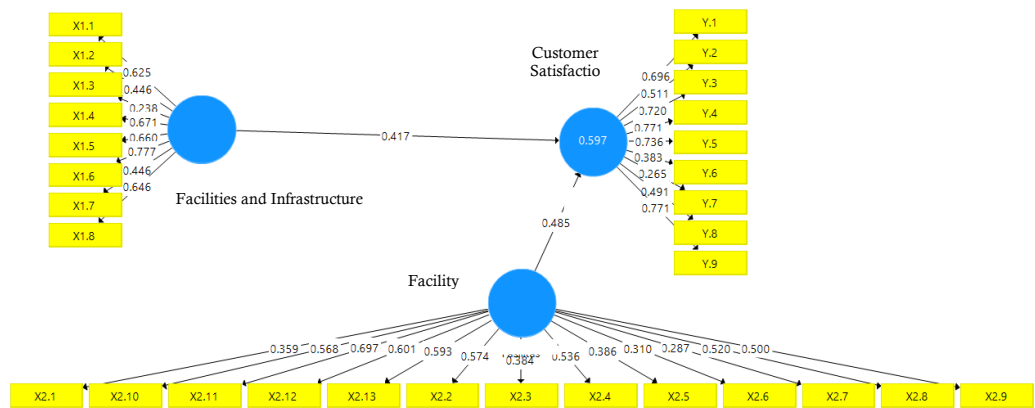 X1.1
X1.2
X1.3
X1.4
X1.5
X1.6
X1.7
X1.8
0.625
0.446
0.238
0.671
0.660
0.777
0.446
0.646
Facilities and Infrastructure
0.417
Customer
Satisfactio
0.597
0.696
0.511
0.720
0.771
0.736
0.383
0.265
0.491
0.771
Y.1
Y.2
Y.3
Y.4
Y.5
Y.6
Y.7
Y.8
Y.9
0.485
Facility
0.359 0.568 0.697 0.601 0.593 0.574 0.384 0.536 0.386 0.310 0.287 0.520 0.500
X2.1 X2.10 X2.11 X2.12 X2.13 X2.2 X2.3 X2.4 X2.5 X2.6 X2.7 X2.8 X2.9